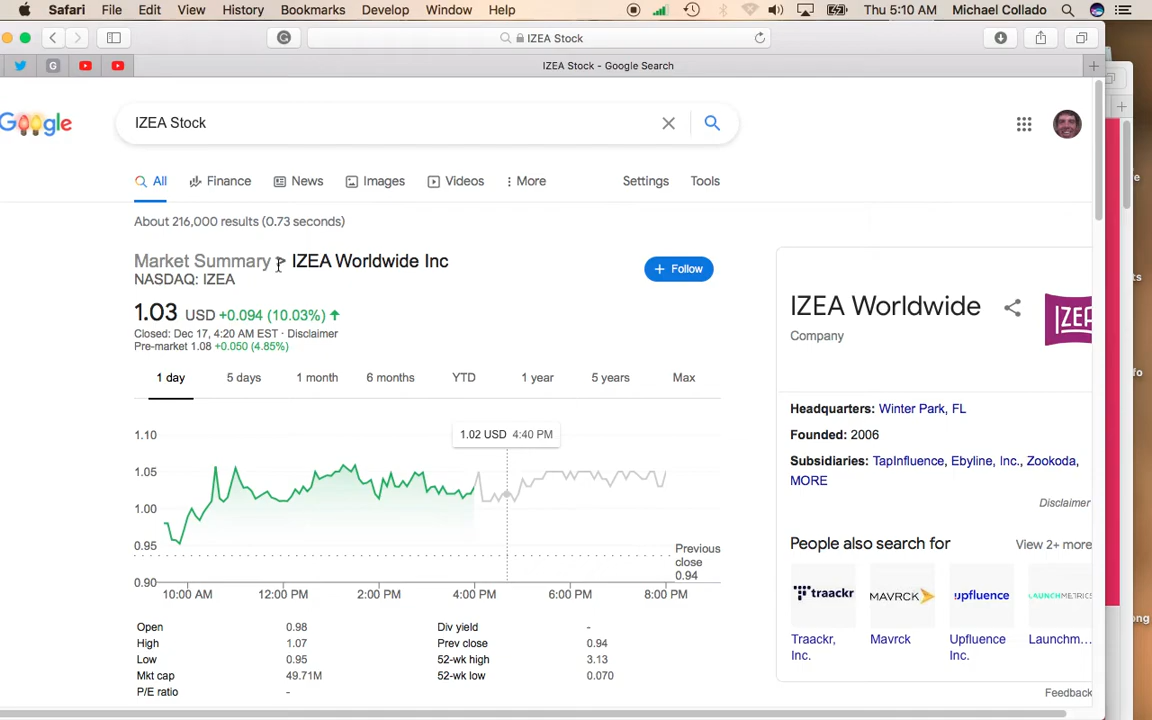 Safari File Edit View History Bookmarks Develop Window Help Thu 5:10 AM Michael Collado
IZEA Stock
IZEA Stock - Google Search
Google
IZEA Stock
All Finance News Images Videos More Settings Tools
About 216,000 results (0.73 seconds)
Market Summary > IZEA Worldwide Inc
NASDAQ: IZEA
+ Follow
1.03 USD +0.094 (10.03%)
Closed: Dec 17, 4:20 AM EST · Disclaimer
Pre-market 1.08 +0.050 (4.85%)
1 day 5 days 1 month 6 months YTD 1 year 5 years Max
1.02 USD 4:40 PM
1.10
1.05
1.00
0.95
0.90
Previous
close
0.94
10:00 AM 12:00 PM 2:00 PM 4:00 PM 6:00 PM 8:00 PM
Open 0.98 Div yield -
High 1.07 Prev close 0.94
Low 0.95 52-wk high 3.13
Mkt cap 49.71M 52-wk low 0.070
P/E ratio -
IZEA Worldwide
Company
IZEA
Headquarters: Winter Park, FL
Founded: 2006
Subsidiaries: TapInfluence, Ebyline, Inc., Zookoda,
MORE
Disclaimer
People also search for View 2+ more
traackr MAVRCK upfluence LAUNCHMETRICS
Traackr, Mavrck Upfluence Launchm...
Inc. Inc.
Feedback